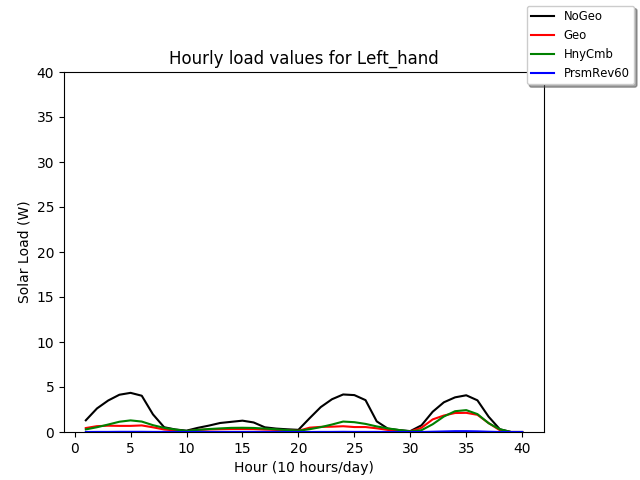 NoGeo
Geo
HnyCmb
PrsmRev60
Hourly load values for Left_hand
40
35
30
25
20
15
10
5
0
Solar Load (W)
0 5 10 15 20 25 30 35 40
Hour (10 hours/day)